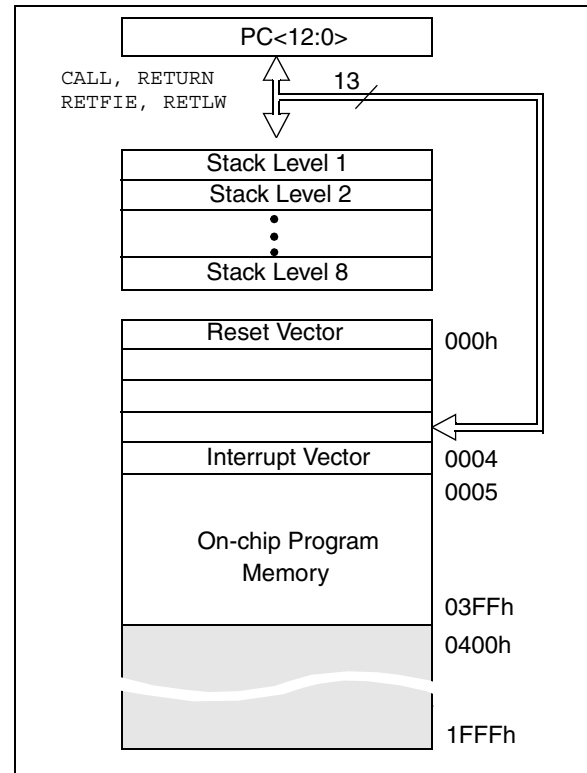 PC<12:0>
CALL, RETURN
RETFIE, RETLW
13
Stack Level 1
Stack Level 2
Stack Level 8
Reset Vector
000h
Interrupt Vector
0004
0005
On-chip Program
Memory
03FFh
0400h
1FFFh